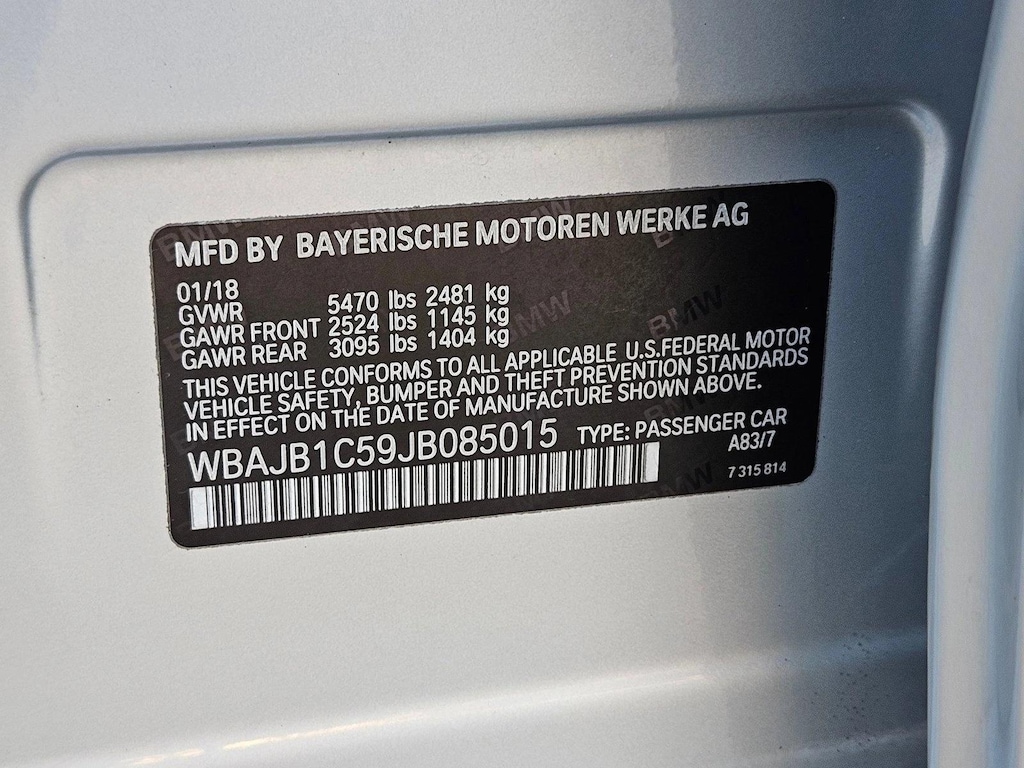 MFD BY BAYERISCHE MOTOREN WERKE AG
01/18
GVWR 5470 lbs 2481 kg
GAWR FRONT 2524 lbs 1145 kg
GAWR REAR 3095 lbs 1404 kg
THIS VEHICLE CONFORMS TO ALL APPLICABLE U.S.FEDERAL MOTOR
VEHICLE SAFETY, BUMPER AND THEFT PREVENTION STANDARDS
IN EFFECT ON THE DATE OF MANUFACTURE SHOWN ABOVE.
WBAJB1C59JB085015 TYPE: PASSENGER CAR
A83/7
7 315 814